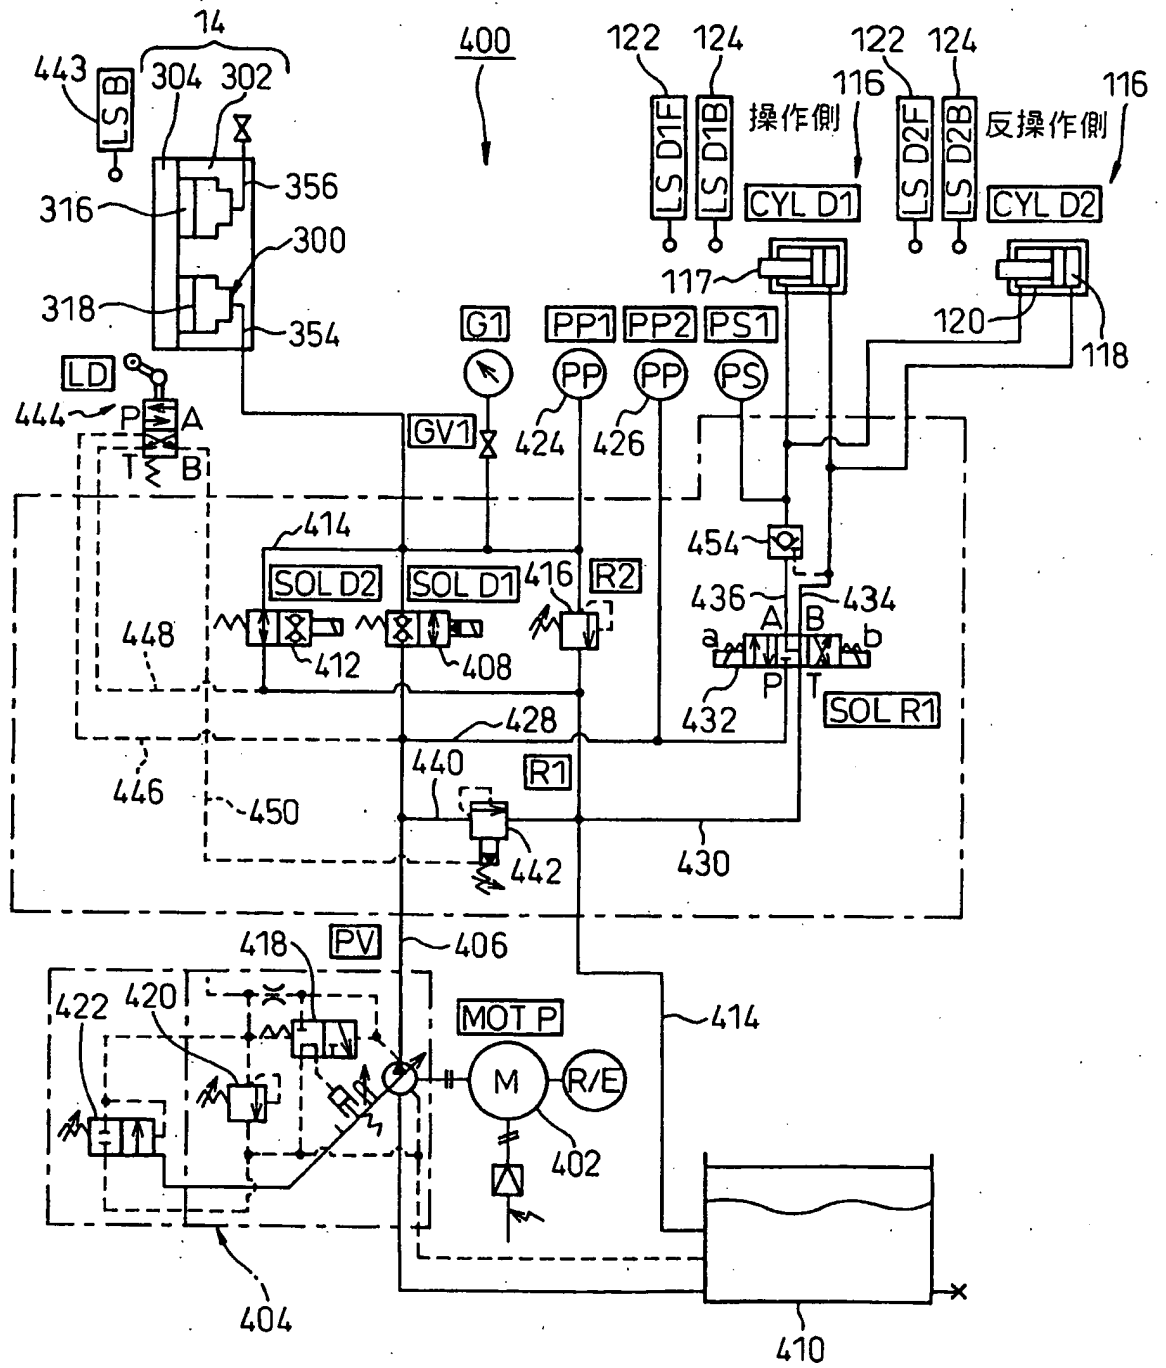 14
400
122
124
122
124
443
304
302
116
116
LS B
LS D1F
LS D1B
操作側
LS D2F
LS D2B
反操作側
356
316
CYL D1
CYL D2
300
117
318
354
G1
PP1
PP2
PS1
120
118
LD
PP
PP
PS
444
P
A
GV1
424
426
T
B
414
454
SOL D2
SOL D1
416
R2
436
434
A
B
a
b
448
412
408
P
T
432
SOL R1
428
446
440
R1
450
442
430
PV
418
406
422
420
MOT P
414
M
R/E
402
404
410